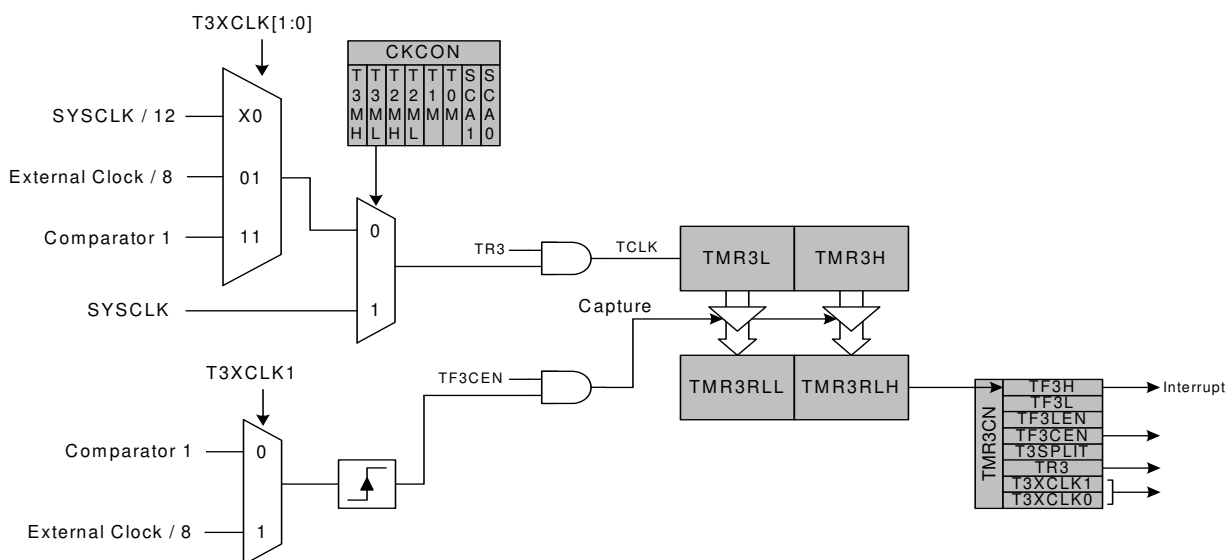 T3XCLK[1:0]
CKCON
T3MH
T3ML
T2MH
T2ML
T1M
T0M
SCA1
SCA0
SYSCLK / 12
X0
External Clock / 8
01
Comparator 1
11
0
SYSCLK
1
TR3
TCLK
TMR3L
TMR3H
Capture
T3XCLK1
TF3CEN
TMR3RLL
TMR3RLH
Comparator 1
0
External Clock / 8
1
TMR3CN
TF3H
Interrupt
TF3L
TF3LEN
TF3CEN
T3SPLIT
TR3
T3XCLK1
T3XCLK0